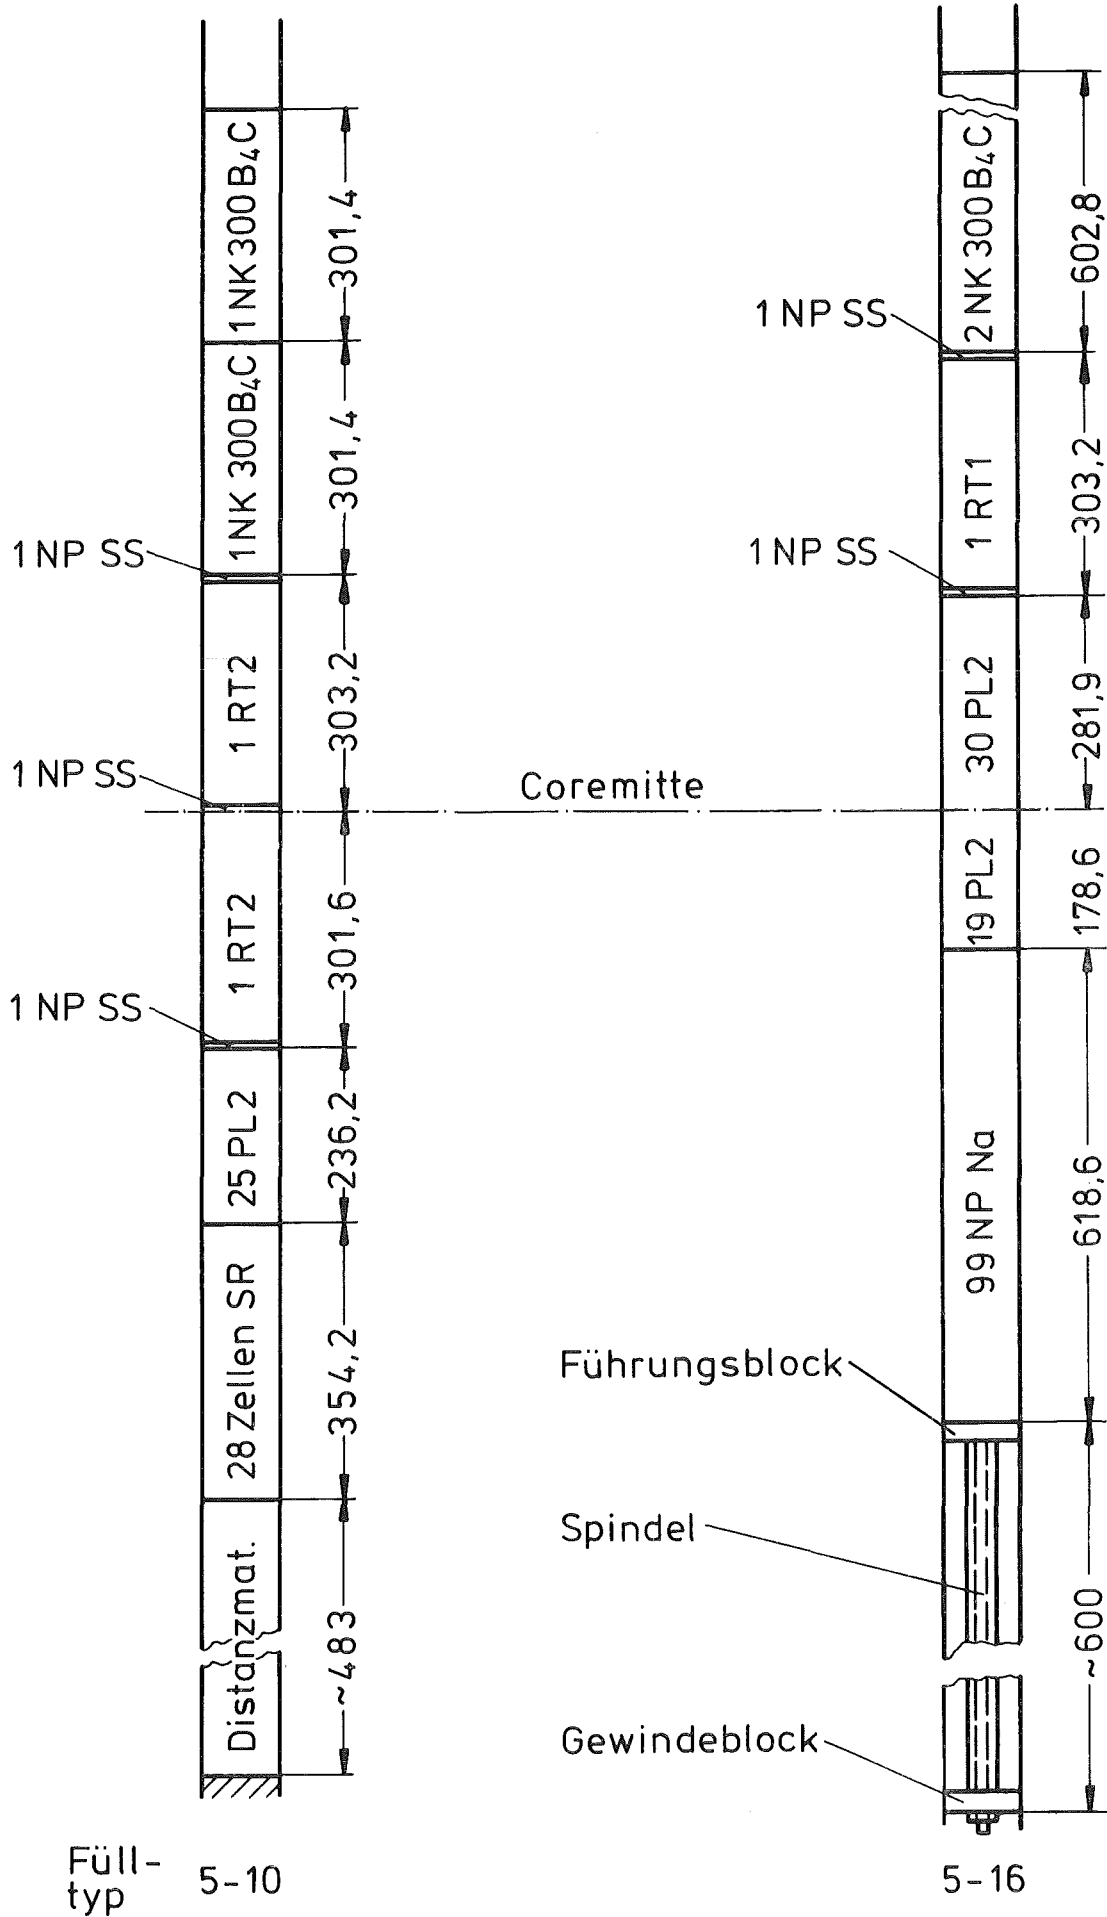 1 NK 300 B₄C
301,4
1 NK 300 B₄C
301,4
1 NP SS
1 RT2
303,2
1 NP SS
1 RT2
301,6
1 NP SS
25 PL2
236,2
28 Zellen SR
354,2
Distanzmat.
~483
Coremitte
2 NK 300 B₄C
602,8
1 NP SS
1 RT1
303,2
1 NP SS
30 PL2
281,9
19 PL2
178,6
99 NP Na
618,6
Führungsblock
Spindel
~600
Gewindeblock
Füll-
typ
5-10
5-16